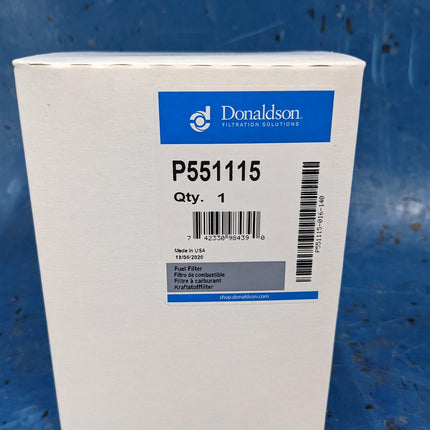 Donaldson.
FILTRATION SOLUTIONS
P551115
Qty. 1
7 42330 98439 0
P551115-016-140
Made in USA
13/05/2020
Fuel Filter
Filtro de combustible
Filtre à carburant
Kraftstofffilter
shop.donaldson.com